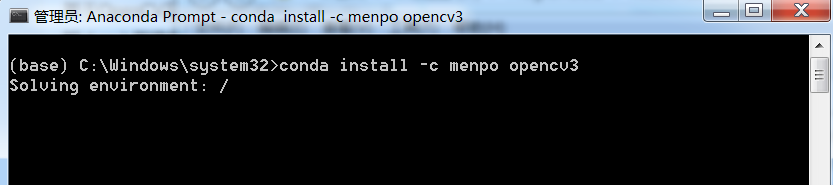 管理员: Anaconda Prompt - conda  install -c menpo opencv3
(base) C:\Windows\system32>conda install -c menpo opencv3
Solving environment: /